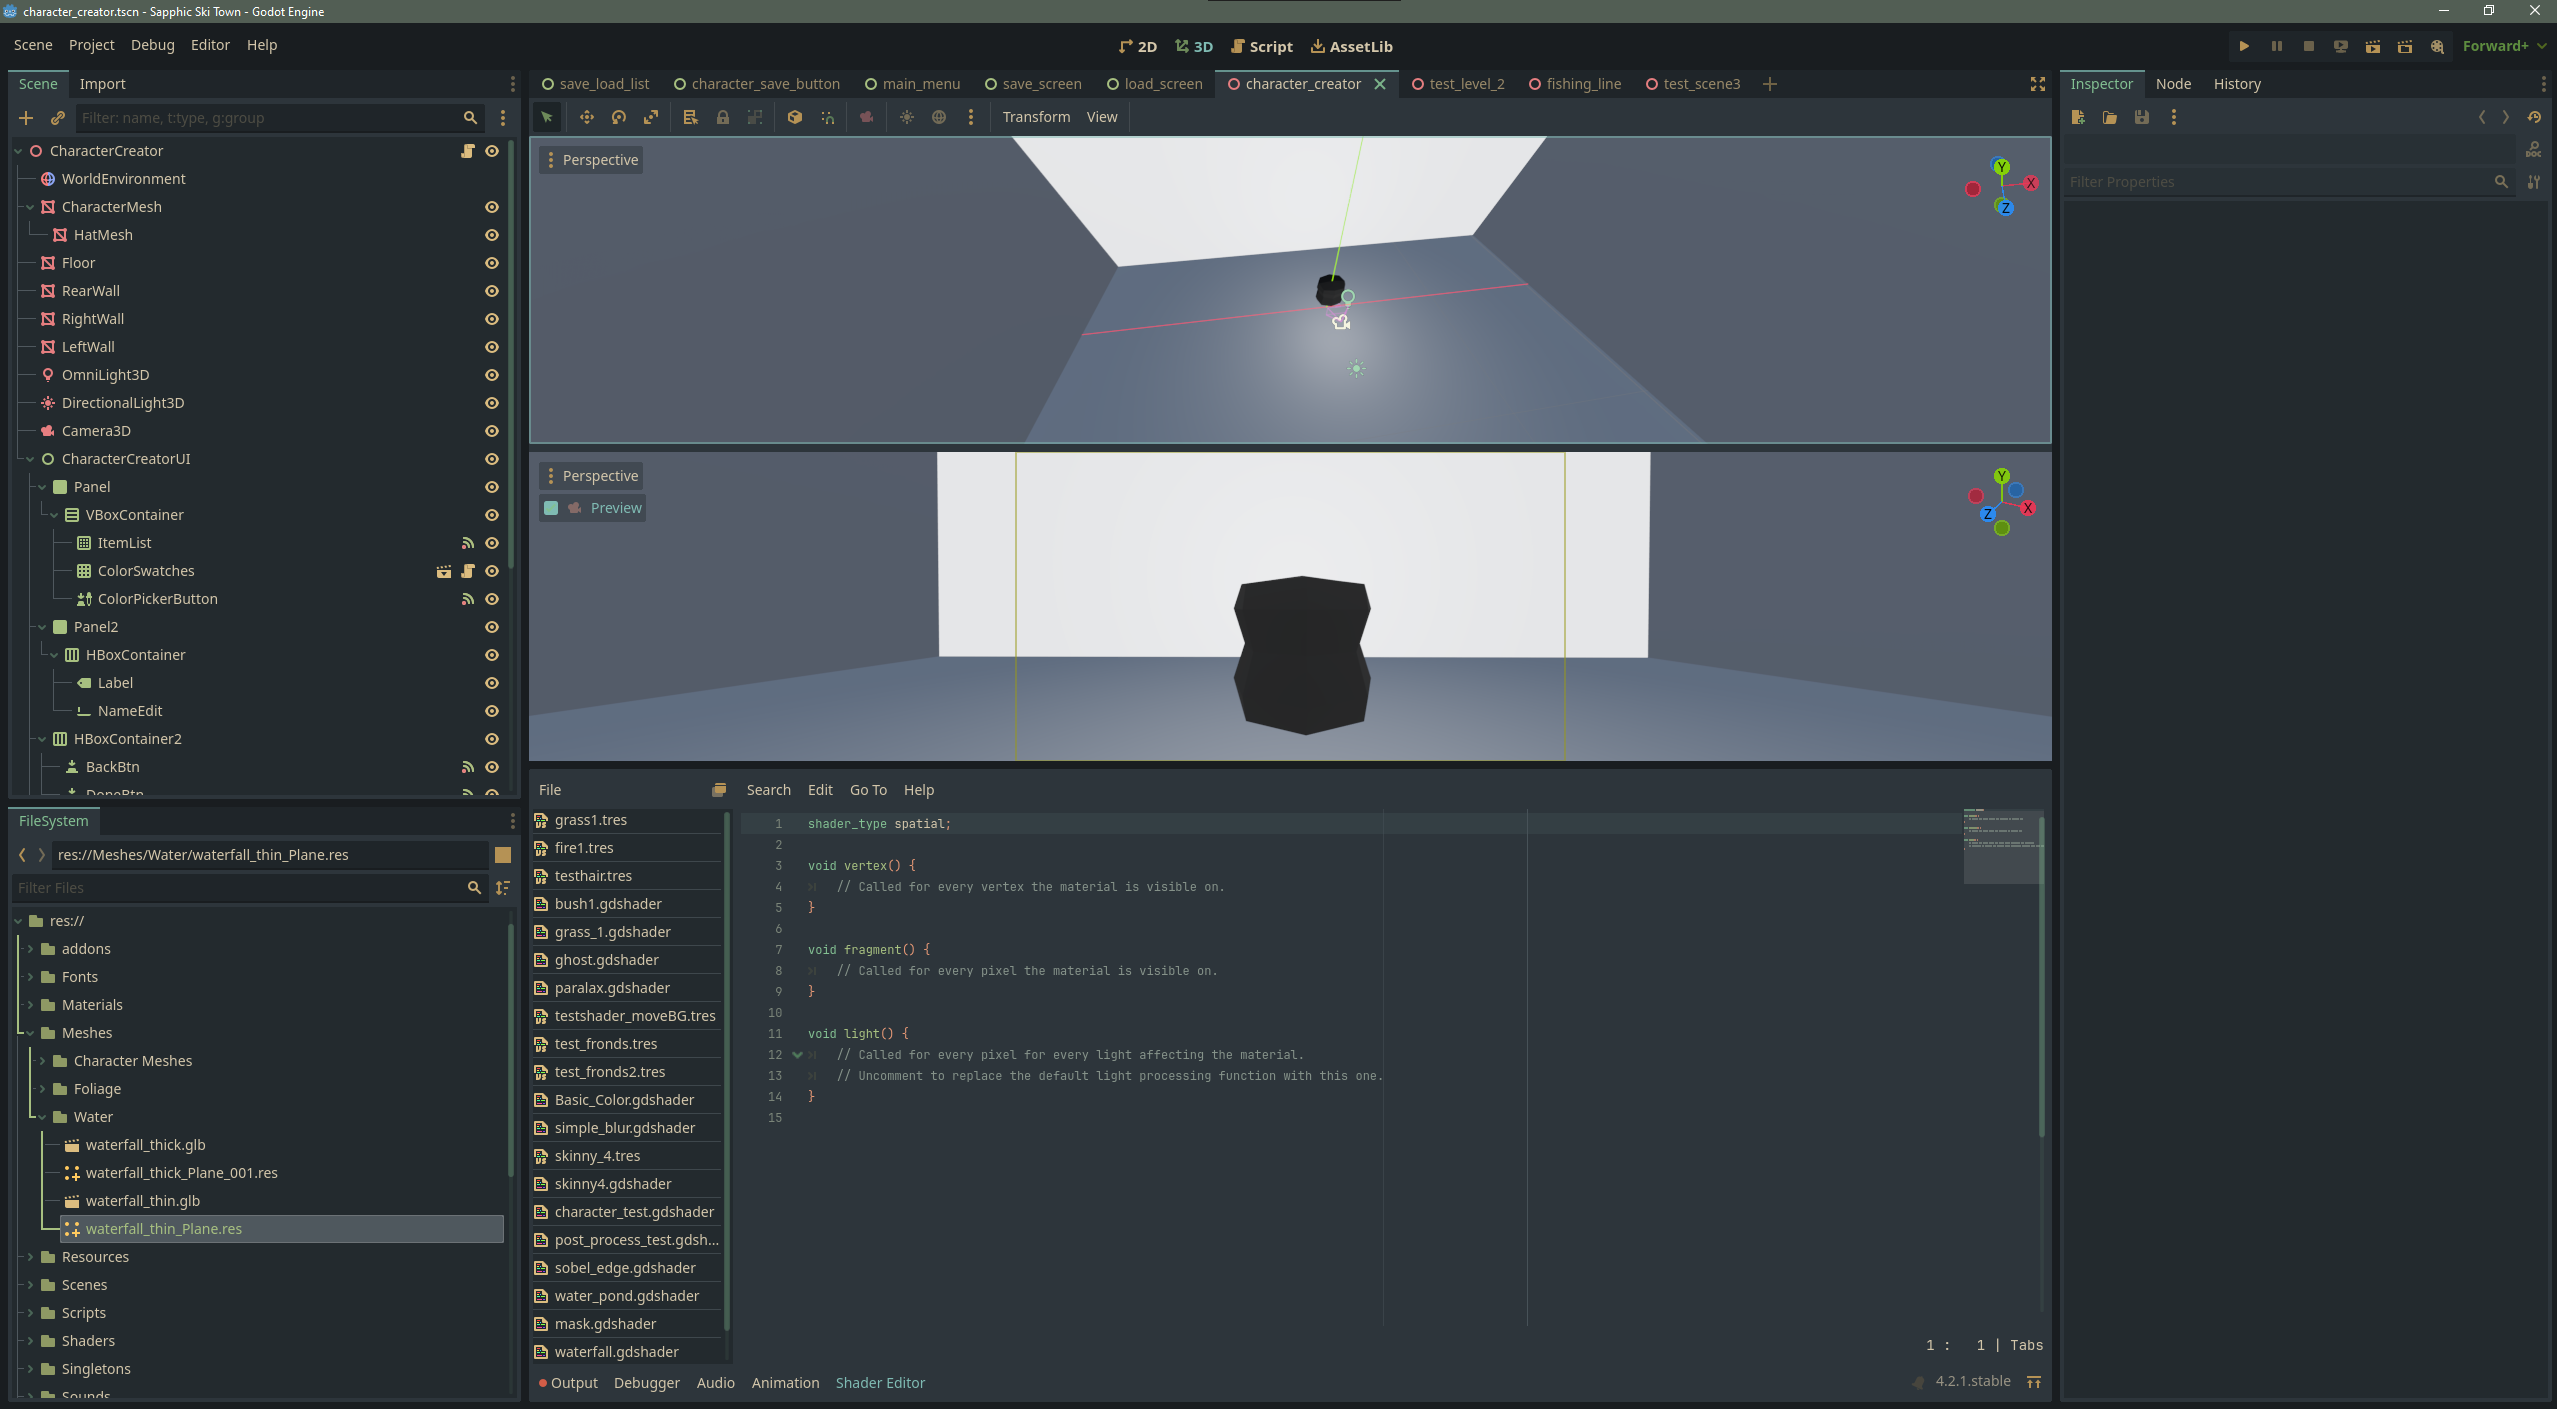 character_creator.tscn - Sapphic Ski Town - Godot Engine
Scene Project Debug Editor Help
2D 3D Script AssetLib
Forward+
Scene Import
Filter: name, t:type, g:group
CharacterCreator
WorldEnvironment
CharacterMesh
HatMesh
Floor
RearWall
RightWall
LeftWall
OmniLight3D
DirectionalLight3D
Camera3D
CharacterCreatorUI
Panel
VBoxContainer
ItemList
ColorSwatches
ColorPickerButton
Panel2
HBoxContainer
Label
NameEdit
HBoxContainer2
BackBtn
DoneBtn
FileSystem
res://Meshes/Water/waterfall_thin_Plane.res
Filter Files
res://
addons
Fonts
Materials
Meshes
Character Meshes
Foliage
Water
waterfall_thick.glb
waterfall_thick_Plane_001.res
waterfall_thin.glb
waterfall_thin_Plane.res
Resources
Scenes
Scripts
Shaders
Singletons
Sounds
save_load_list character_save_button main_menu save_screen load_screen character_creator test_level_2 fishing_line test_scene3
Transform View
Perspective
Y
X
Z
Perspective
Preview
Y
X
Z
File Search Edit Go To Help
grass1.tres
fire1.tres
testhair.tres
bush1.gdshader
grass_1.gdshader
ghost.gdshader
paralax.gdshader
testshader_moveBG.tres
test_fronds.tres
test_fronds2.tres
Basic_Color.gdshader
simple_blur.gdshader
skinny_4.tres
skinny4.gdshader
character_test.gdshader
post_process_test.gdsh...
sobel_edge.gdshader
water_pond.gdshader
mask.gdshader
waterfall.gdshader
1 shader_type spatial;
2
3 void vertex() {
4 // Called for every vertex the material is visible on.
5 }
6
7 void fragment() {
8 // Called for every pixel the material is visible on.
9 }
10
11 void light() {
12 // Called for every pixel for every light affecting the material.
13 // Uncomment to replace the default light processing function with this one.
14 }
15
1 : 1 | Tabs
Output Debugger Audio Animation Shader Editor
4.2.1.stable
Inspector Node History
DOC
Filter Properties